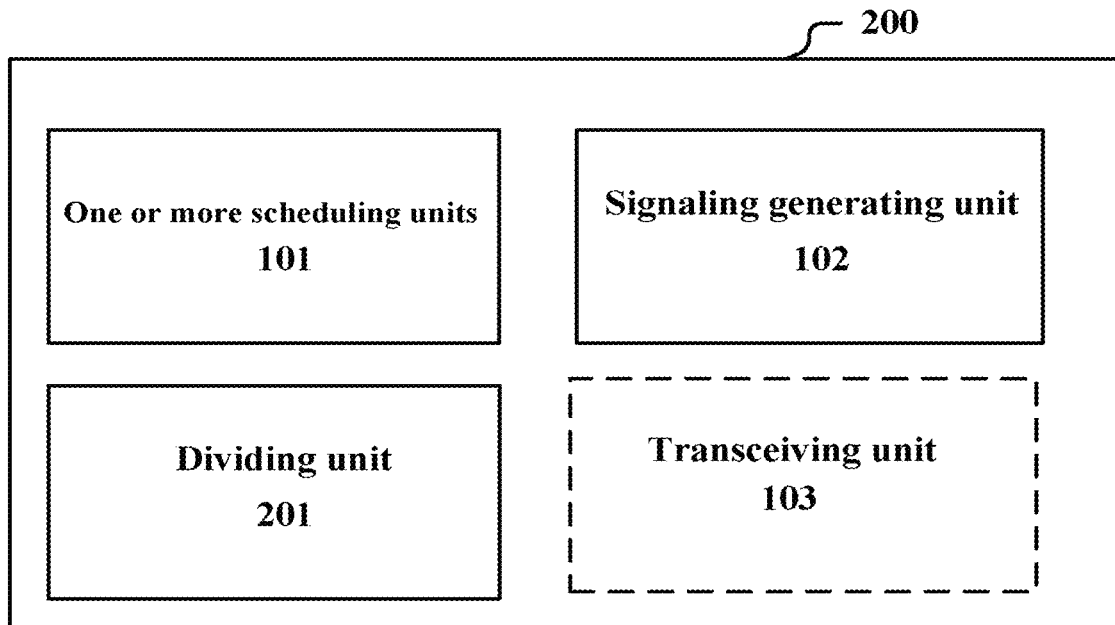 200
One or more scheduling units
101
Signaling generating unit
102
Dividing unit
201
Transceiving unit
103